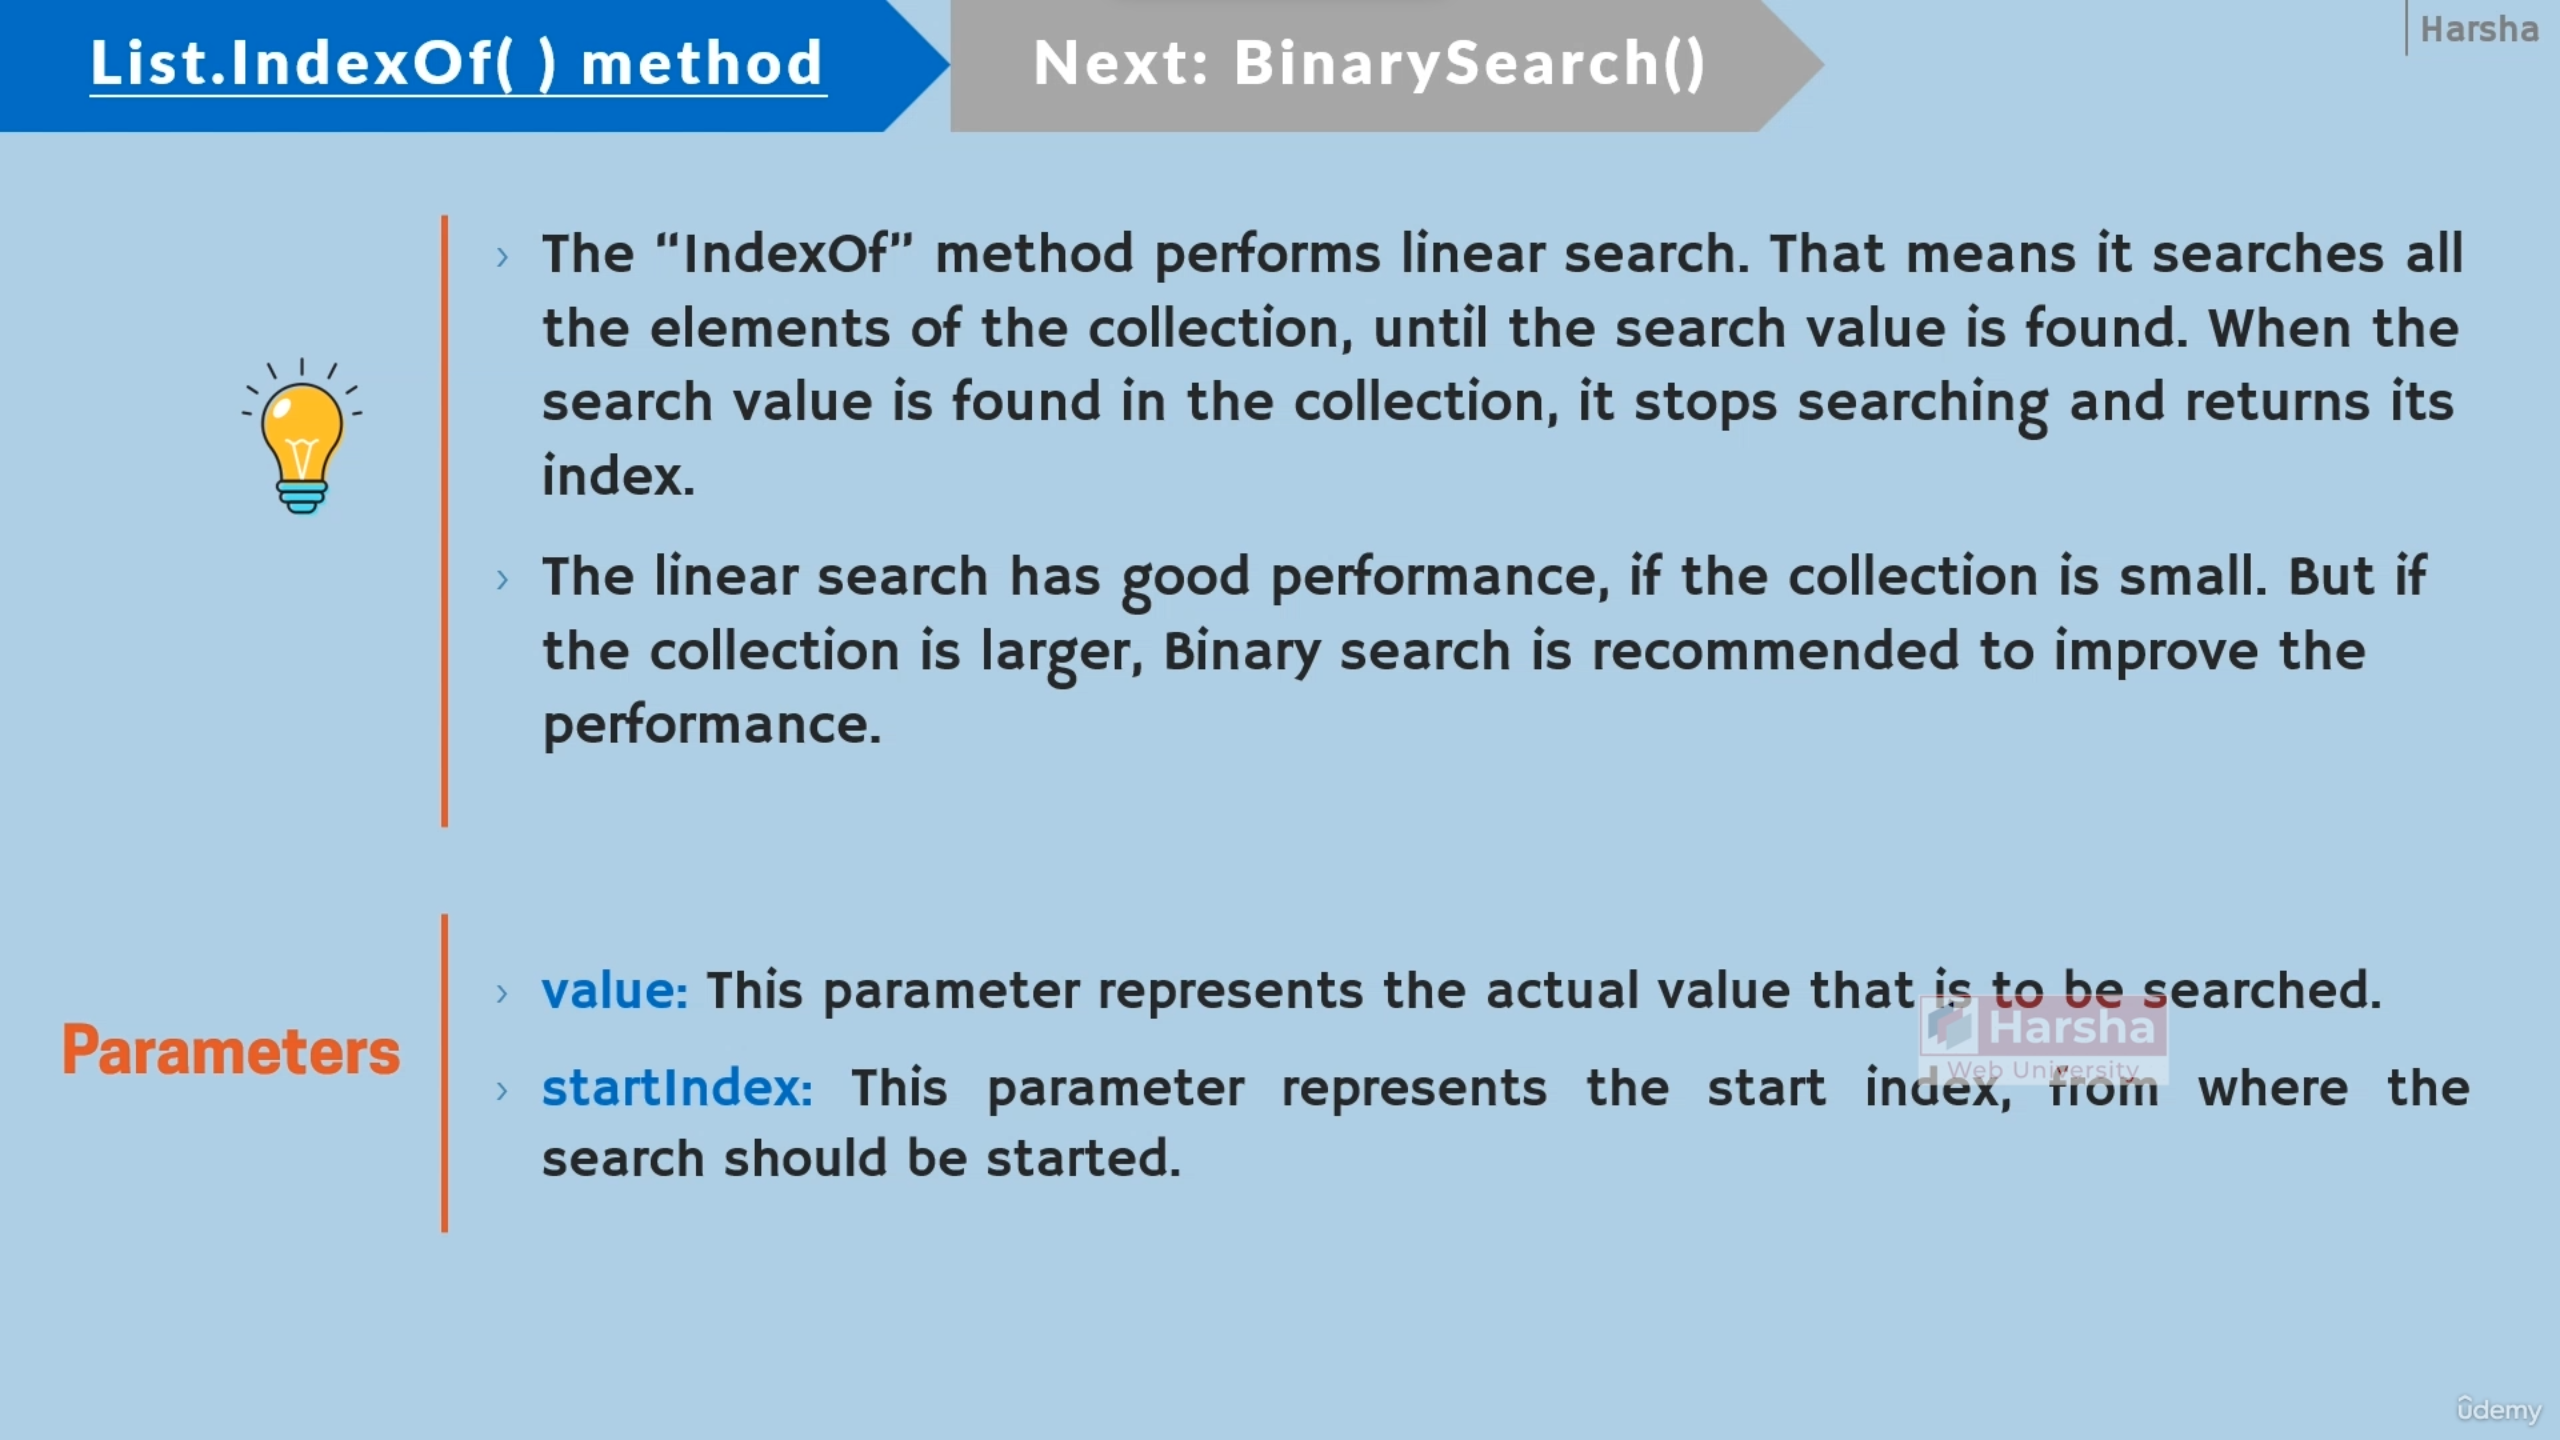 List.IndexOf( ) method
Next: BinarySearch()
Harsha
› The “IndexOf” method performs linear search. That means it searches all
the elements of the collection, until the search value is found. When the
search value is found in the collection, it stops searching and returns its
index.
› The linear search has good performance, if the collection is small. But if
the collection is larger, Binary search is recommended to improve the
performance.
Parameters
› value: This parameter represents the actual value that is to be searched.
› startIndex: This parameter represents the start index, from where the
search should be started.
Harsha
Web University
ûdemy